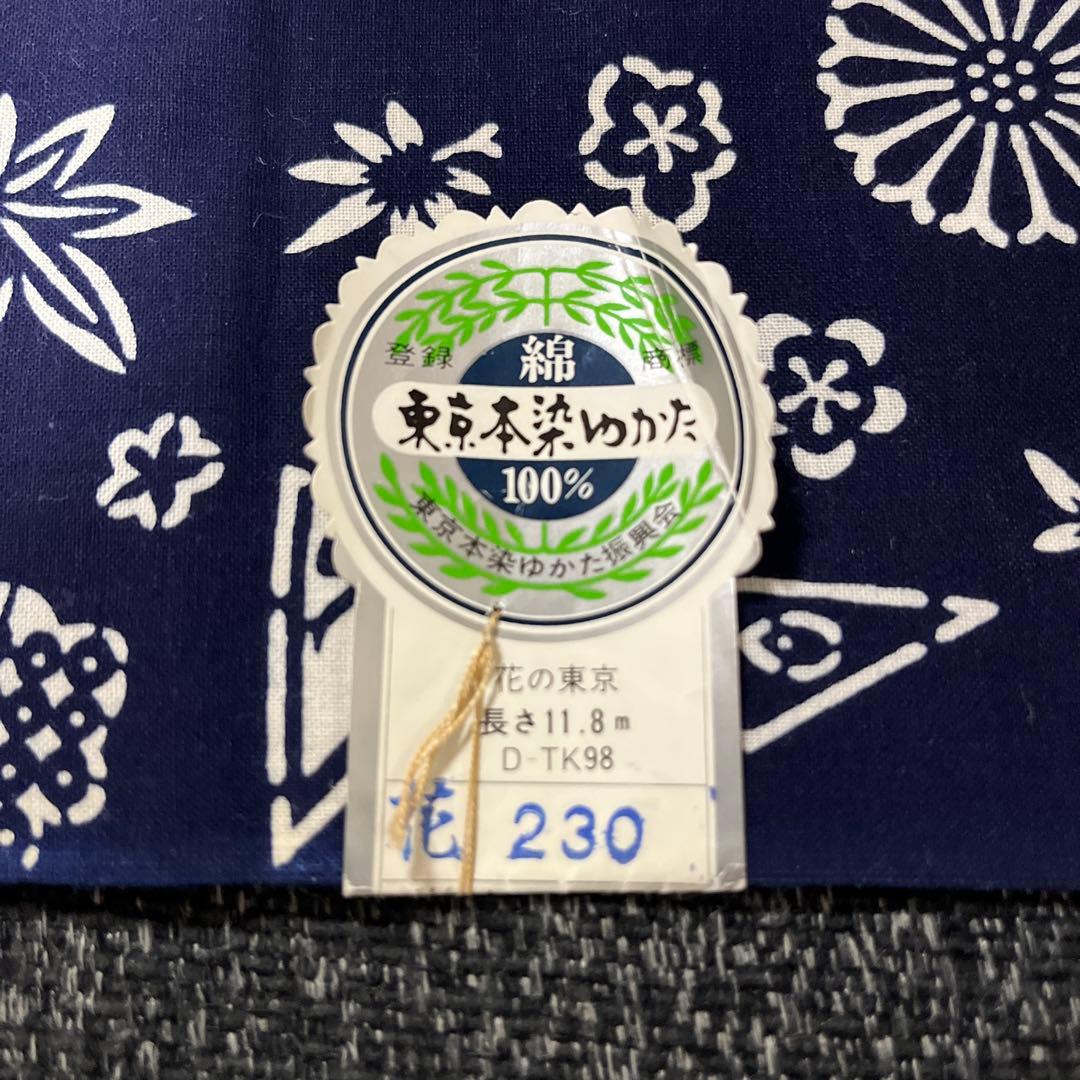 登録 商標
綿
東京本染ゆかた
100%
東京本染ゆかた振興会
花の東京
長さ11.8m
D-TK98
花 230